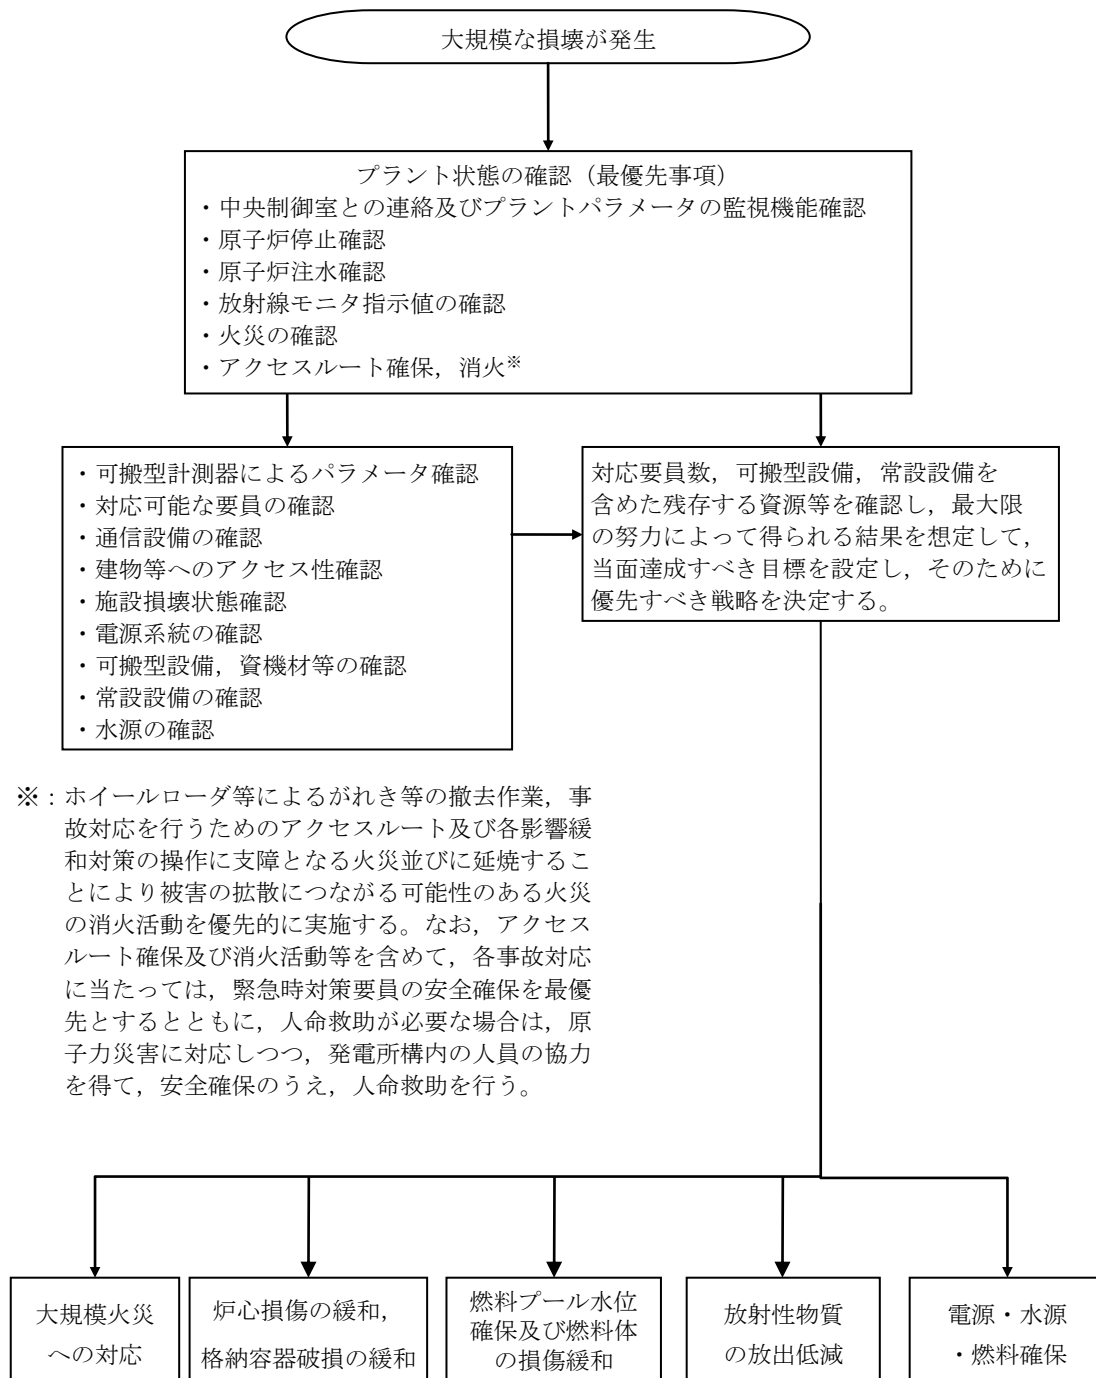 大規模な損壊が発生
プラント状態の確認（最優先事項）
・中央制御室との連絡及びプラントパラメータの監視機能確認
・原子炉停止確認
・原子炉注水確認
・放射線モニタ指示値の確認
・火災の確認
・アクセスルート確保，消火※
・可搬型計測器によるパラメータ確認
・対応可能な要員の確認
・通信設備の確認
・建物等へのアクセス性確認
・施設損壊状態確認
・電源系統の確認
・可搬型設備，資機材等の確認
・常設設備の確認
・水源の確認
対応要員数，可搬型設備，常設設備を
含めた残存する資源等を確認し，最大限
の努力によって得られる結果を想定して，
当面達成すべき目標を設定し，そのために
優先すべき戦略を決定する。
※：ホイールローダ等によるがれき等の撤去作業，事
故対応を行うためのアクセスルート及び各影響緩
和対策の操作に支障となる火災並びに延焼するこ
とにより被害の拡散につながる可能性のある火災
の消火活動を優先的に実施する。なお，アクセス
ルート確保及び消火活動等を含めて，各事故対応
に当たっては，緊急時対策要員の安全確保を最優
先とするとともに，人命救助が必要な場合は，原
子力災害に対応しつつ，発電所構内の人員の協力
を得て，安全確保のうえ，人命救助を行う。
大規模火災
への対応
炉心損傷の緩和，
格納容器破損の緩和
燃料プール水位
確保及び燃料体
の損傷緩和
放射性物質
の放出低減
電源・水源
・燃料確保